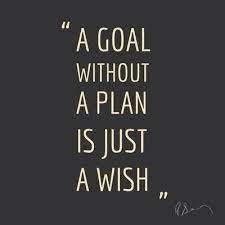 “ A GOAL
WITHOUT
A PLAN
IS JUST
A WISH „